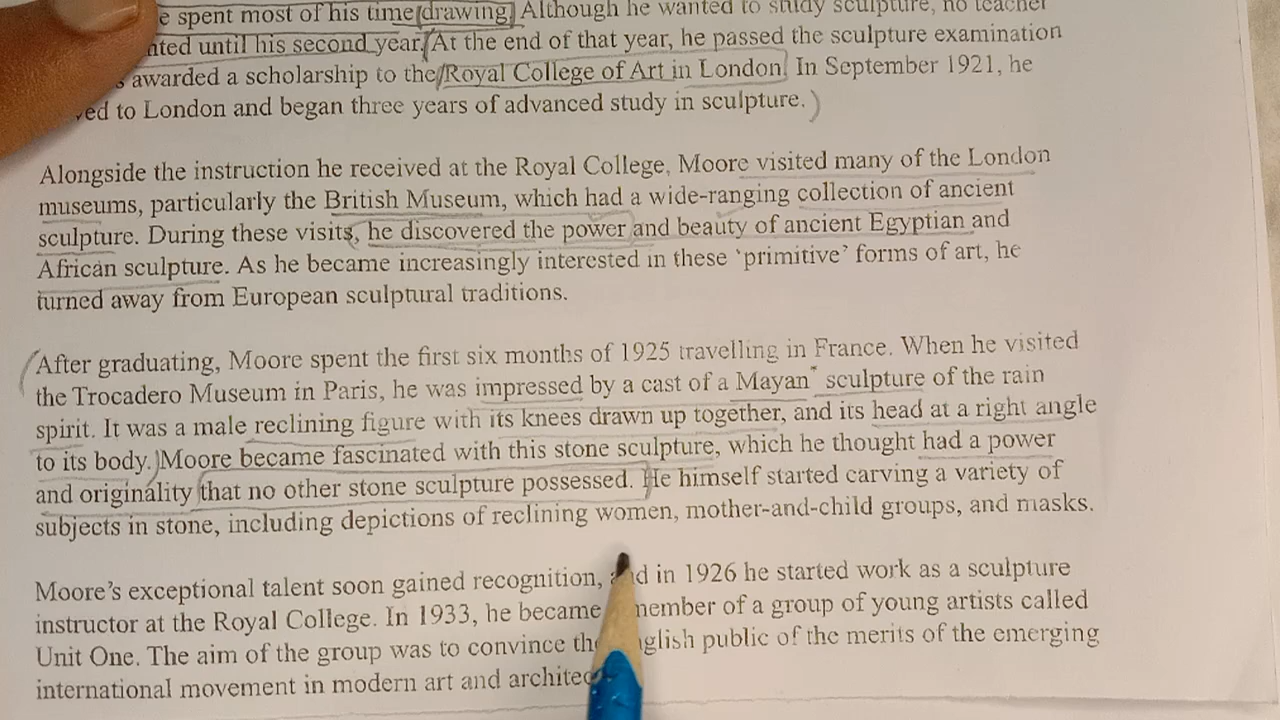 e spent most of his time drawing. Although he wanted to study sculpture, no teacher
nted until his second year. At the end of that year, he passed the sculpture examination
s awarded a scholarship to the Royal College of Art in London. In September 1921, he
ved to London and began three years of advanced study in sculpture.)
Alongside the instruction he received at the Royal College, Moore visited many of the London
museums, particularly the British Museum, which had a wide-ranging collection of ancient
sculpture. During these visits, he discovered the power and beauty of ancient Egyptian and
African sculpture. As he became increasingly interested in these ‘primitive’ forms of art, he
turned away from European sculptural traditions.
(After graduating, Moore spent the first six months of 1925 travelling in France. When he visited
the Trocadero Museum in Paris, he was impressed by a cast of a Mayan* sculpture of the rain
spirit. It was a male reclining figure with its knees drawn up together, and its head at a right angle
to its body.) Moore became fascinated with this stone sculpture, which he thought had a power
and originality that no other stone sculpture possessed. He himself started carving a variety of
subjects in stone, including depictions of reclining women, mother-and-child groups, and masks.
Moore’s exceptional talent soon gained recognition, and in 1926 he started work as a sculpture
instructor at the Royal College. In 1933, he became member of a group of young artists called
Unit One. The aim of the group was to convince the nglish public of the merits of the emerging
international movement in modern art and architec